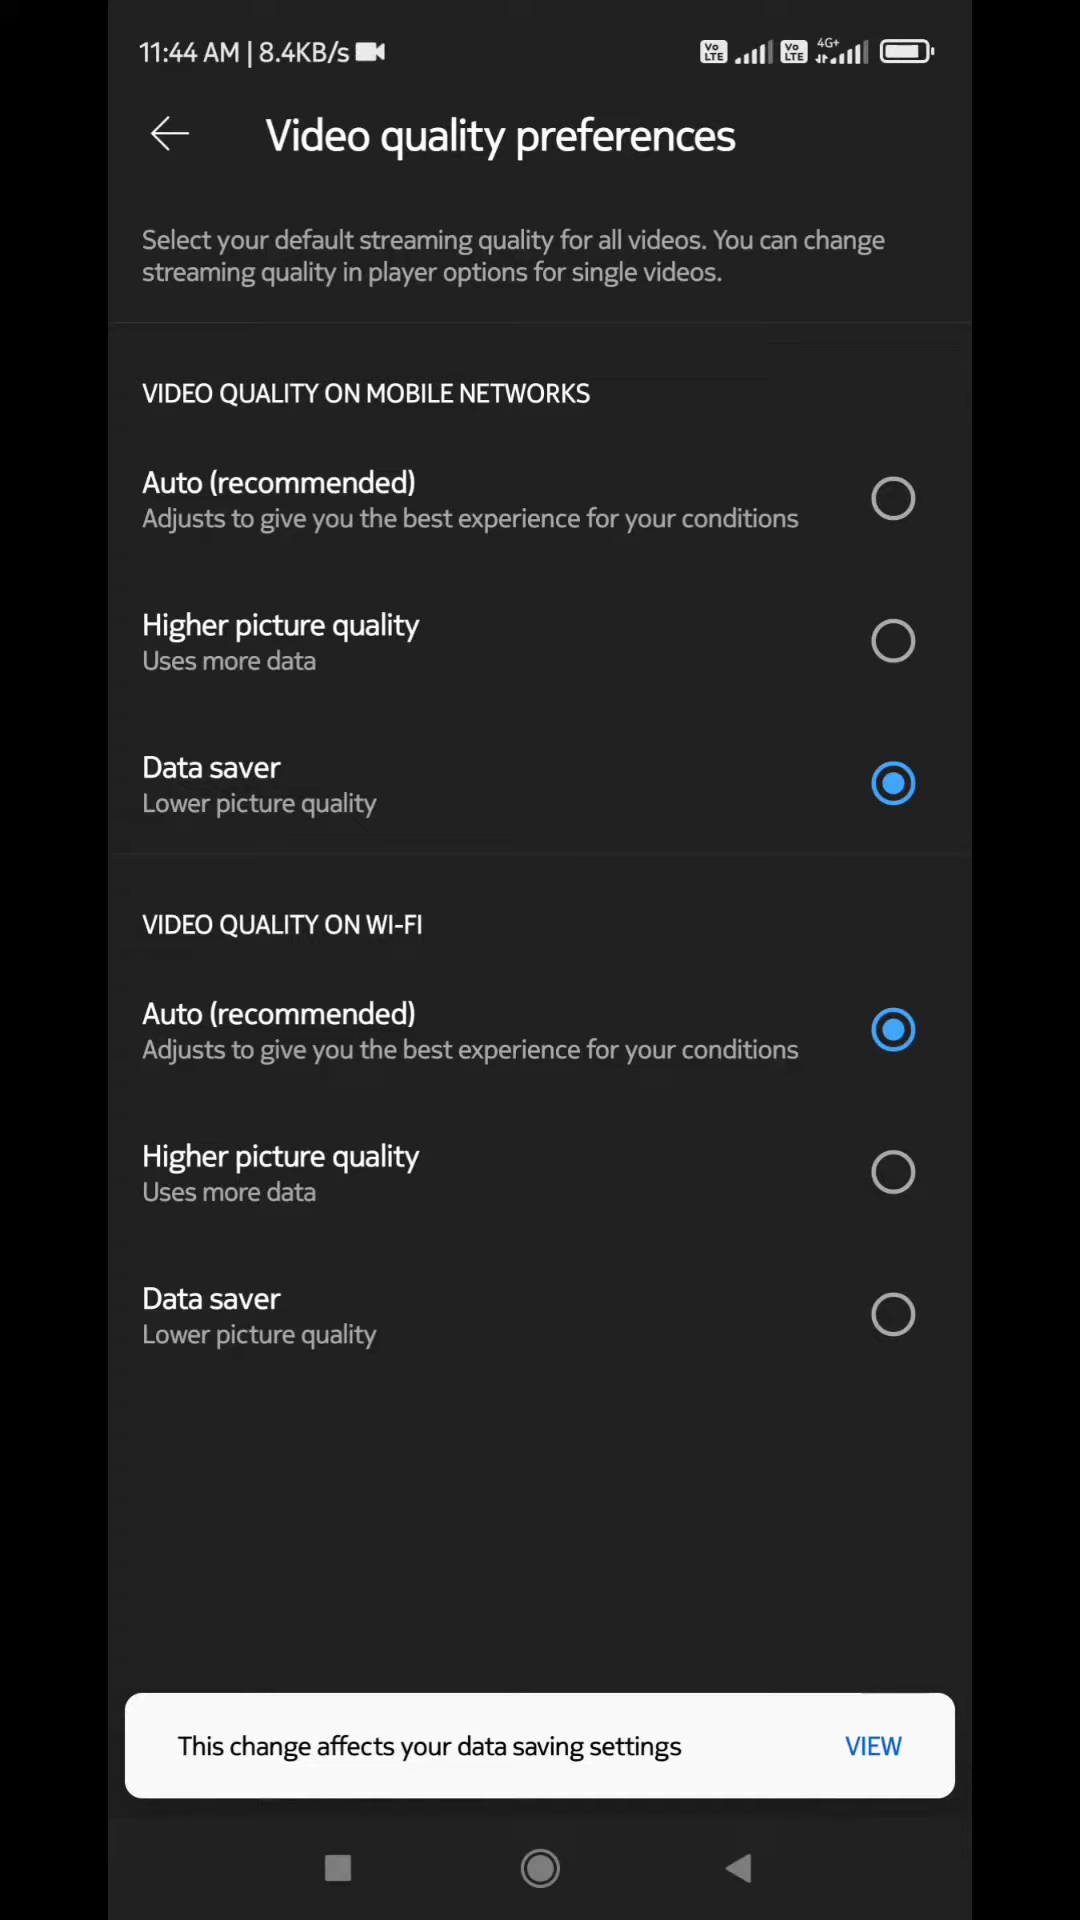 11:44 AM | 8.4KB/s Vo LTE Vo LTE 4G+
Video quality preferences
Select your default streaming quality for all videos. You can change
streaming quality in player options for single videos.
VIDEO QUALITY ON MOBILE NETWORKS
Auto (recommended)
Adjusts to give you the best experience for your conditions
Higher picture quality
Uses more data
Data saver
Lower picture quality
VIDEO QUALITY ON WI-FI
Auto (recommended)
Adjusts to give you the best experience for your conditions
Higher picture quality
Uses more data
Data saver
Lower picture quality
This change affects your data saving settings VIEW